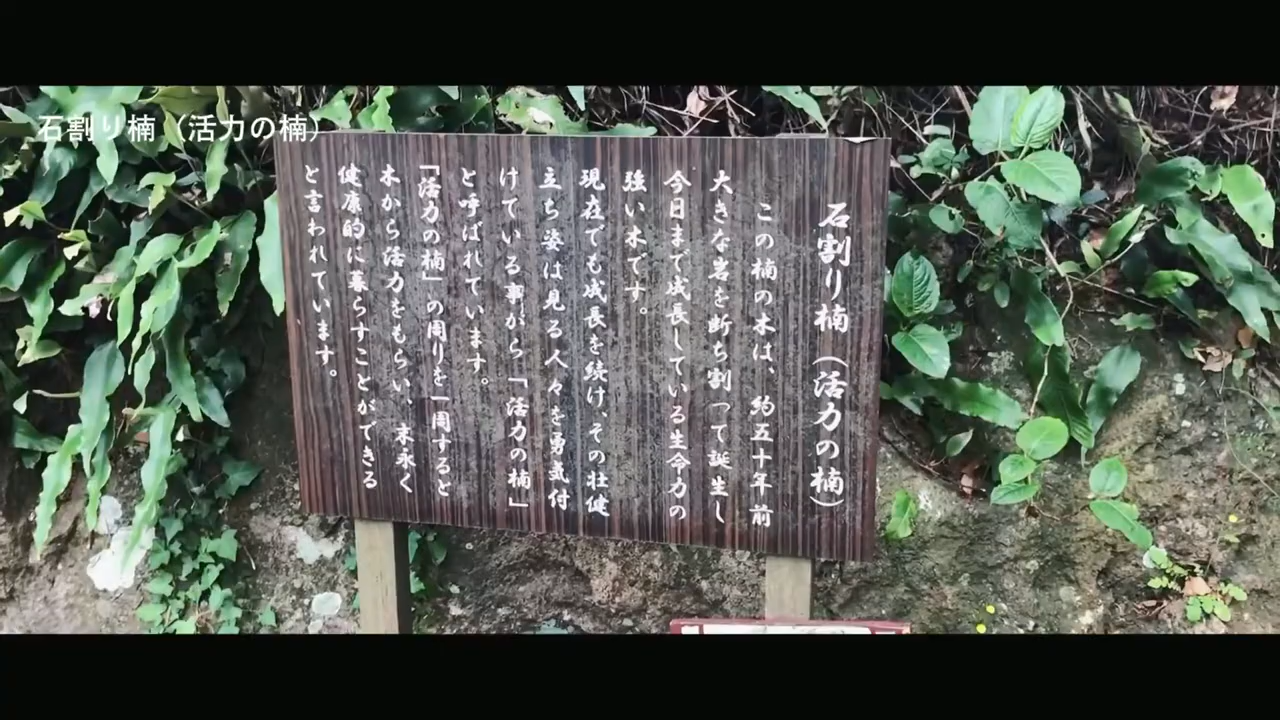 石割り楠（活力の楠）
石割り楠（活力の楠）
この楠の木は、約五十年前
大きな岩を断ち割って誕生し
今日まで成長している生命力の
強い木です。
現在でも成長を続け、その壮健
立ち姿は見る人々を勇気付
けている事がら「活力の楠」
と呼ばれています。
「活力の楠」の周りを一周すると
木から活力をもらい、末永く
健康的に暮らすことができる
と言われています。